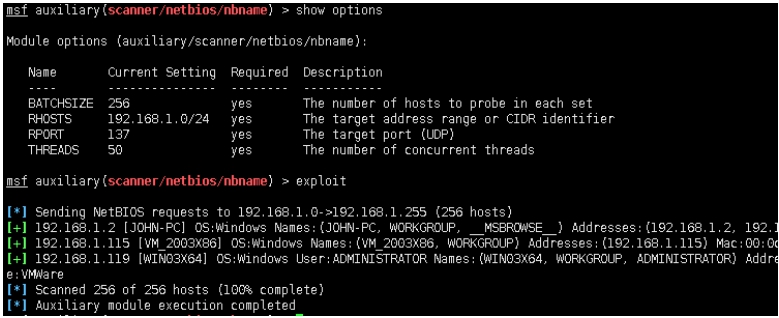 msf auxiliary(scanner/netbios/nbname) > show options
Module options (auxiliary/scanner/netbios/nbname):
Name Current Setting Required Description
---- --------------- -------- -----------
BATCHSIZE 256 yes The number of hosts to probe in each set
RHOSTS 192.168.1.0/24 yes The target address range or CIDR identifier
RPORT 137 yes The target port (UDP)
THREADS 50 yes The number of concurrent threads
msf auxiliary(scanner/netbios/nbname) > exploit
[*] Sending NetBIOS requests to 192.168.1.0->192.168.1.255 (256 hosts)
[+] 192.168.1.2 [JOHN-PC] OS:Windows Names:(JOHN-PC, WORKGROUP, __MSBROWSE__) Addresses:(192.168.1.2, 192.1
[+] 192.168.1.115 [VM_2003X86] OS:Windows Names:(VM_2003X86, WORKGROUP) Addresses:(192.168.1.115) Mac:00:0
[+] 192.168.1.119 [WIN03X64] OS:Windows User:ADMINISTRATOR Names:(WIN03X64, WORKGROUP, ADMINISTRATOR) Addre
e:VMWare
[*] Scanned 256 of 256 hosts (100% complete)
[*] Auxiliary module execution completed